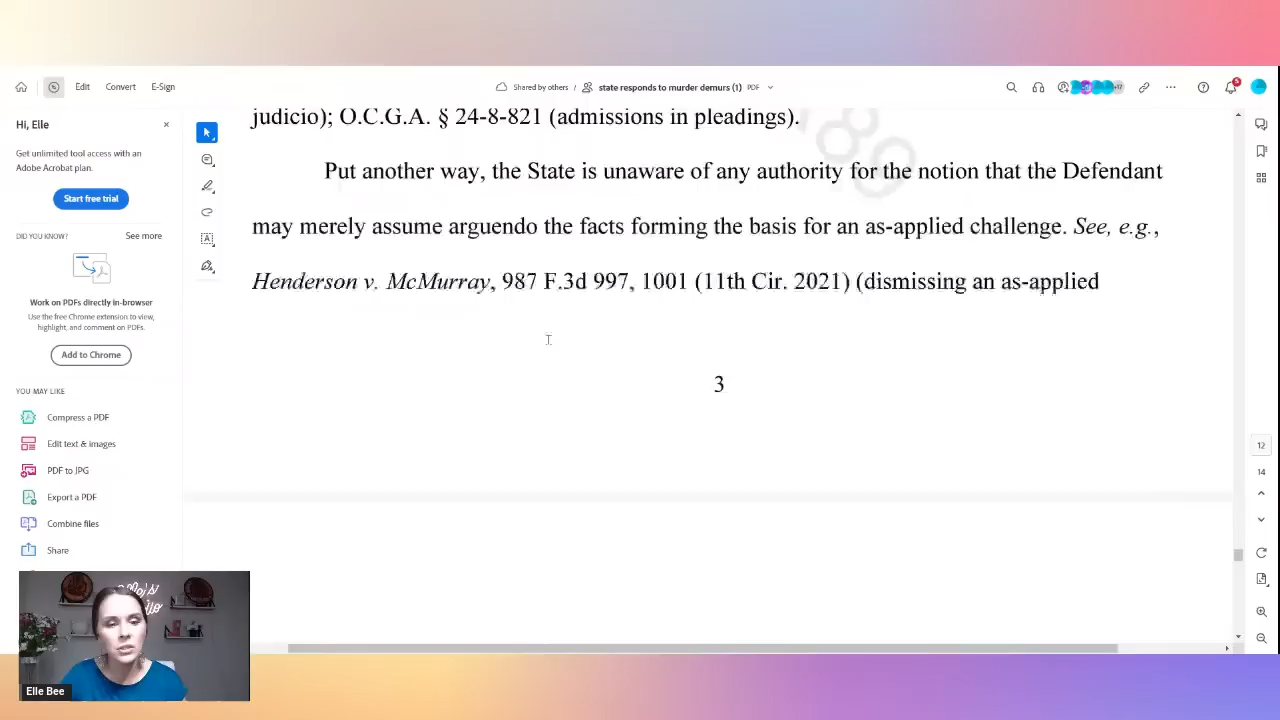 Edit
Convert
E-Sign
Shared by others / state responds to murder demurs (1) PDF
+17
5
Hi, Elle
Get unlimited tool access with an
Adobe Acrobat plan.
Start free trial
DID YOU KNOW?
See more
Work on PDFs directly in-browser
Use the free Chrome extension to view,
highlight, and comment on PDFs.
Add to Chrome
YOU MAY LIKE
Compress a PDF
Edit text & images
PDF to JPG
Export a PDF
Combine files
Share
judicio); O.C.G.A. § 24-8-821 (admissions in pleadings).
Put another way, the State is unaware of any authority for the notion that the Defendant
may merely assume arguendo the facts forming the basis for an as-applied challenge. See, e.g.,
Henderson v. McMurray, 987 F.3d 997, 1001 (11th Cir. 2021) (dismissing an as-applied
3
12
14
Elle Bee